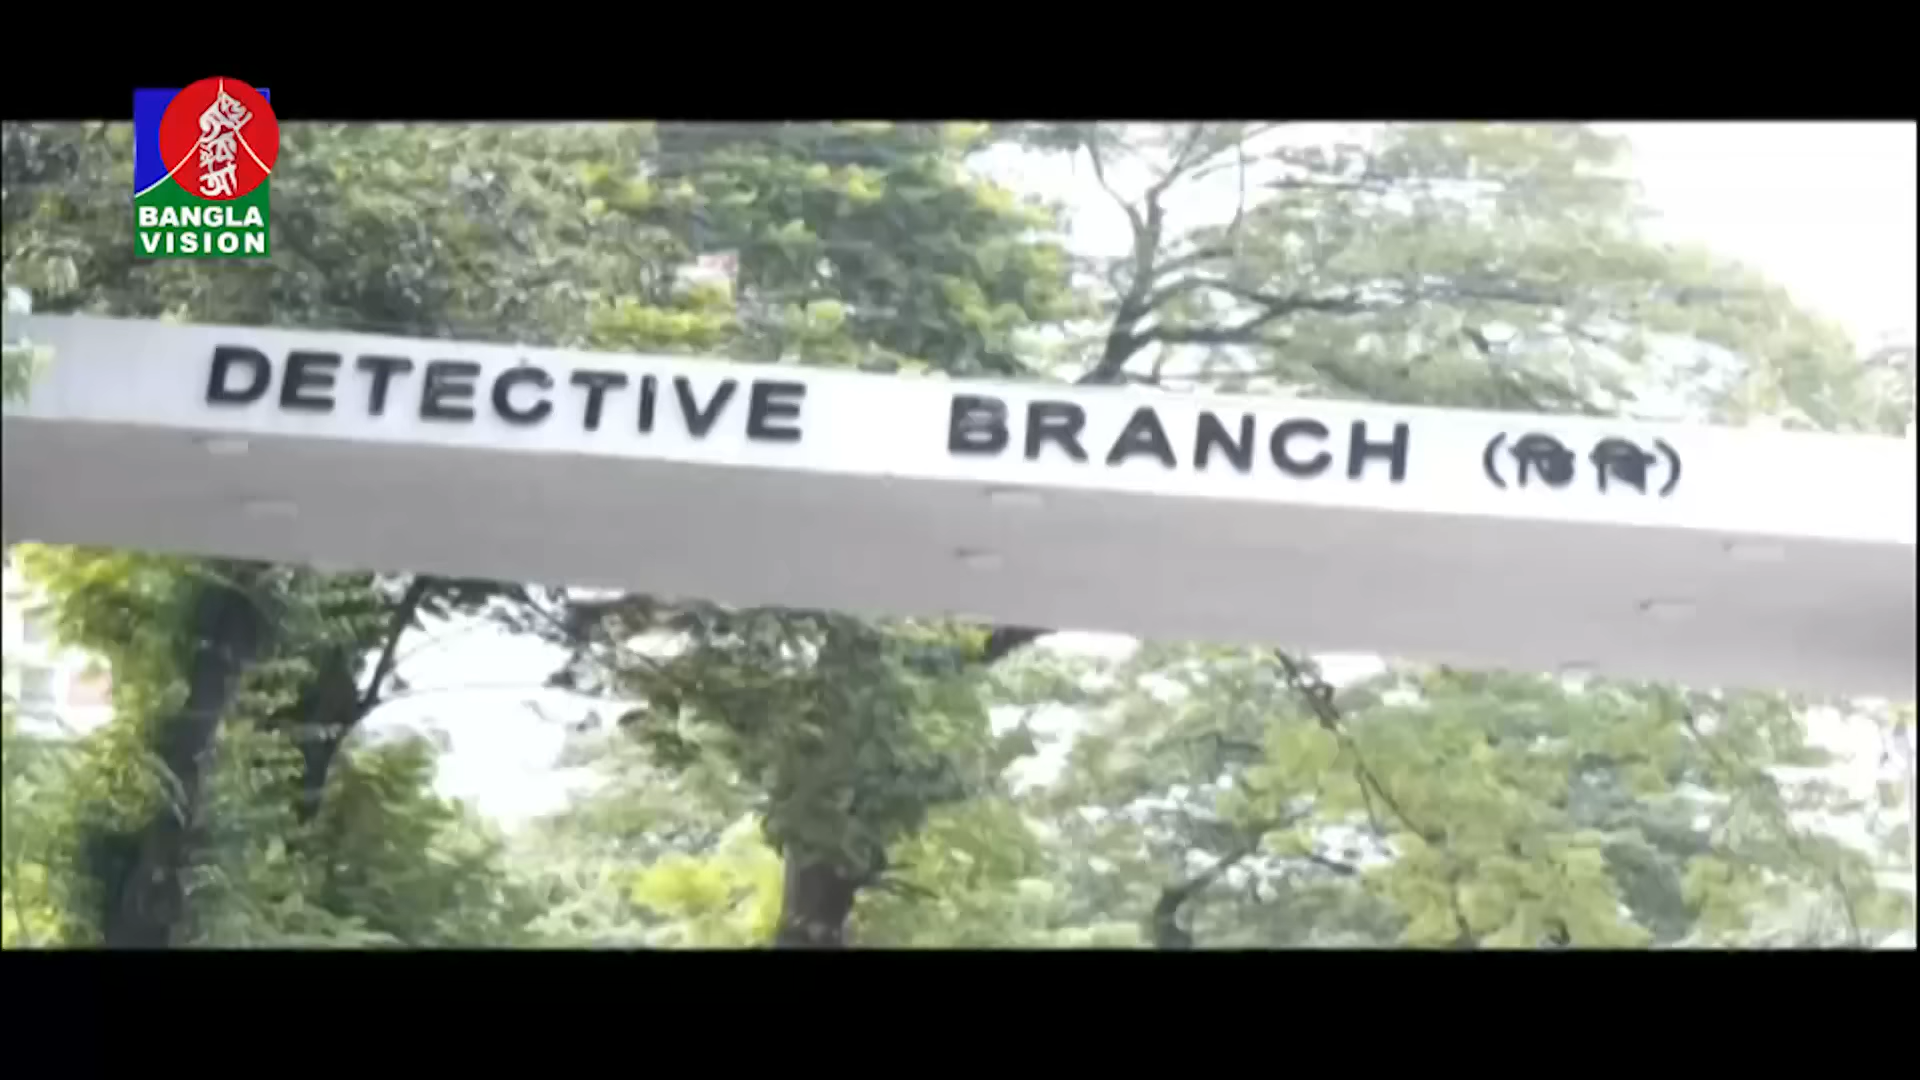 BANGLA
VISION
DETECTIVE BRANCH (ডি বি)